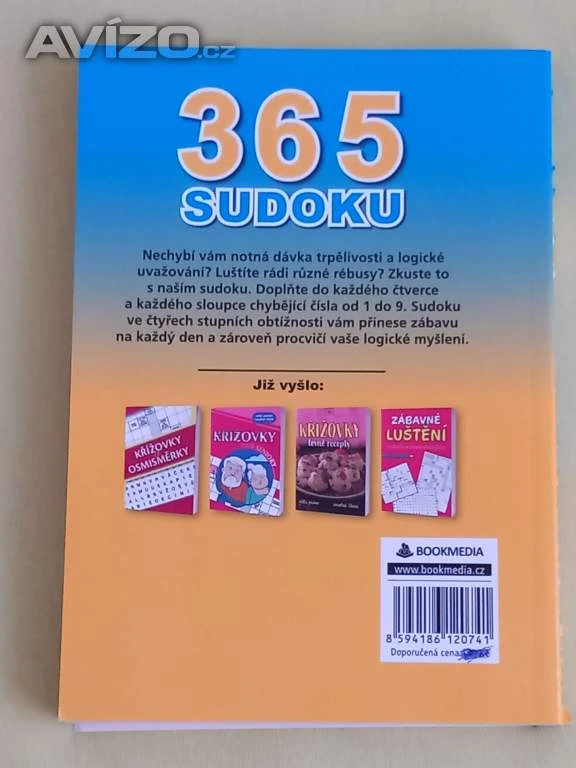 AVÍZO.cz
365
SUDOKU
Nechybí vám notná dávka trpělivosti a logické
uvažování? Luštíte rádi různé rébusy? Zkuste to
s naším sudoku. Doplňte do každého čtverce
a každého sloupce chybějící čísla od 1 do 9. Sudoku
ve čtyřech stupních obtížnosti vám přinese zábavu
na každý den a zároveň procvičí vaše logické myšlení.
Již vyšlo:
KŘÍŽOVKY
OSMISMĚRKY
KŘÍŽOVKY
SENIORY
KŘÍŽOVKY
levné recepty
ZÁBAVNÉ
LUŠTĚNÍ
BOOKMEDIA
www.bookmedia.cz
8 594186 120741
Doporučená cena